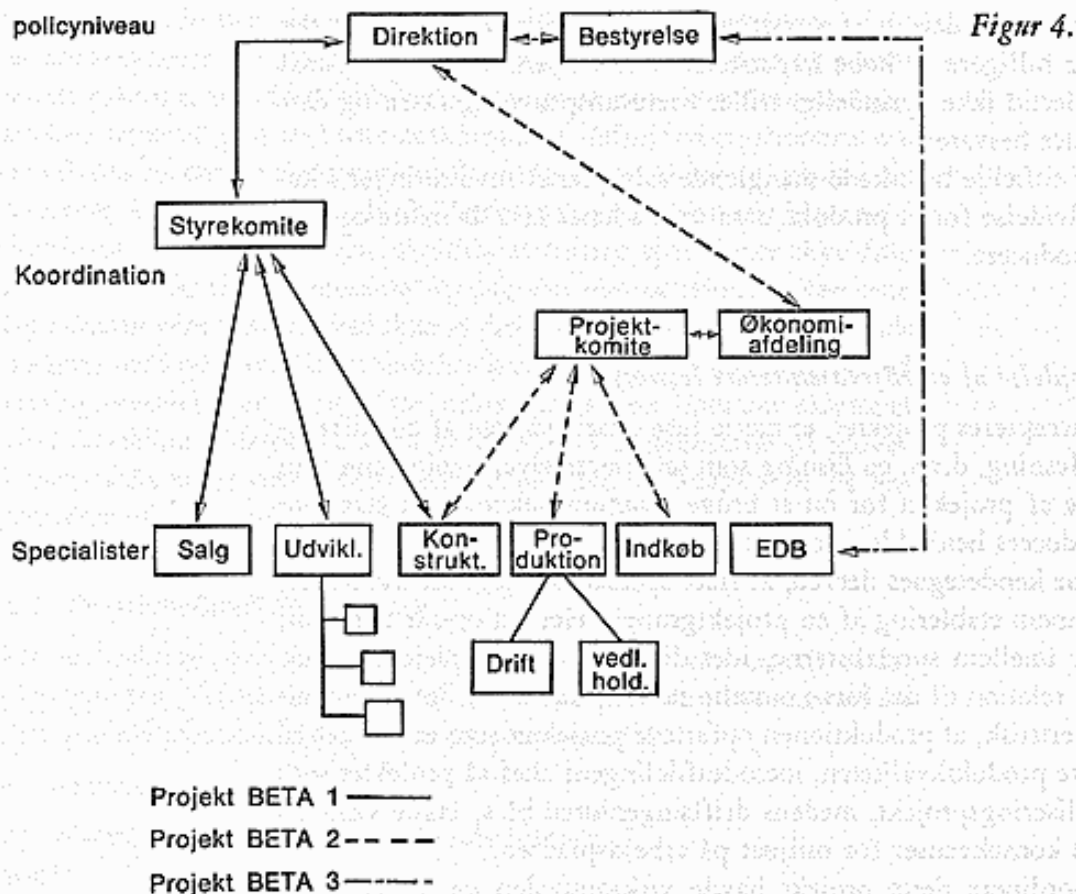 policyniveau
Direktion
Bestyrelse
Figur 4.
Styrekomite
Koordination
Projekt-
komite
Økonomi-
afdeling
Specialister
Salg
Udvikl.
Kon-
strukt.
Pro-
duktion
Indkøb
EDB
Drift
vedl.
hold.
Projekt BETA 1
Projekt BETA 2
Projekt BETA 3